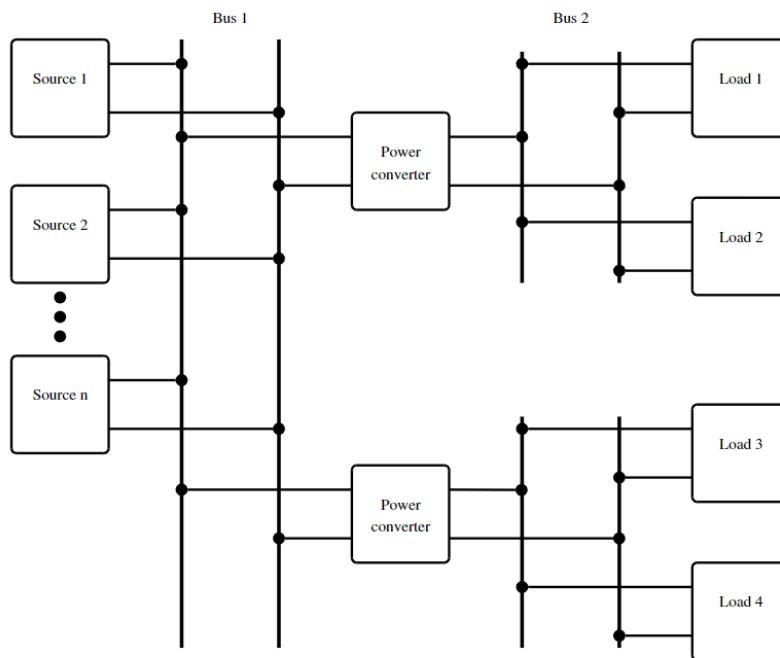 Bus 1
Bus 2
Source 1
Load 1
Power
converter
Source 2
Load 2
Source n
Load 3
Power
converter
Load 4